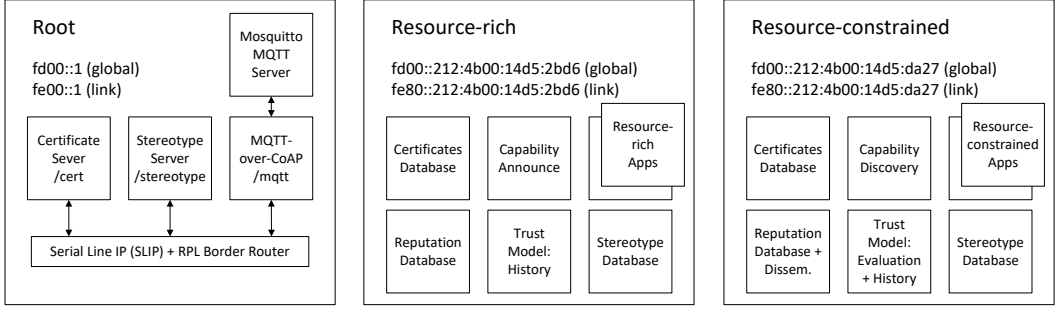 Root
fd00::1 (global)
fe00::1 (link)
Mosquitto
MQTT
Server
Certificate
Sever
/cert
Stereotype
Server
/stereotype
MQTT-
over-CoAP
/mqtt
Serial Line IP (SLIP) + RPL Border Router
Resource-rich
fd00::212:4b00:14d5:2bd6 (global)
fe80::212:4b00:14d5:2bd6 (link)
Certificates
Database
Capability
Announce
Resource-
rich
Apps
Reputation
Database
Trust
Model:
History
Stereotype
Database
Resource-constrained
fd00::212:4b00:14d5:da27 (global)
fe80::212:4b00:14d5:da27 (link)
Certificates
Database
Capability
Discovery
Resource-
constrained
Apps
Reputation
Database +
Dissem.
Trust
Model:
Evaluation
+ History
Stereotype
Database